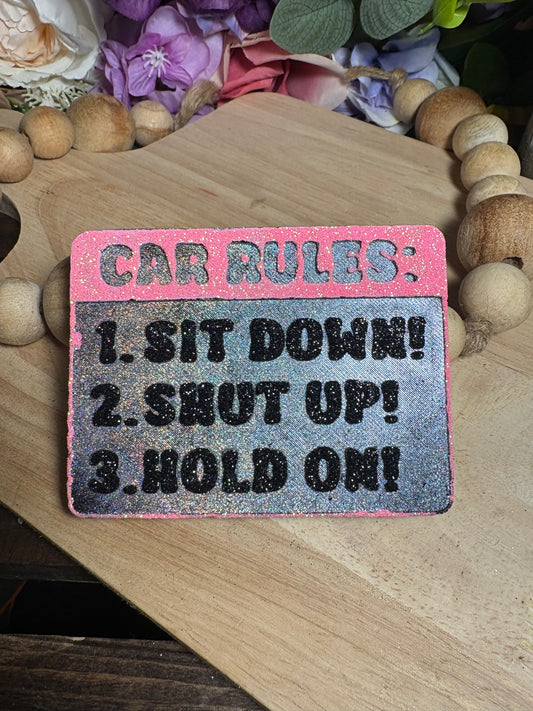 CAR RULES:
1. SIT DOWN!
2. SHUT UP!
3. HOLD ON!